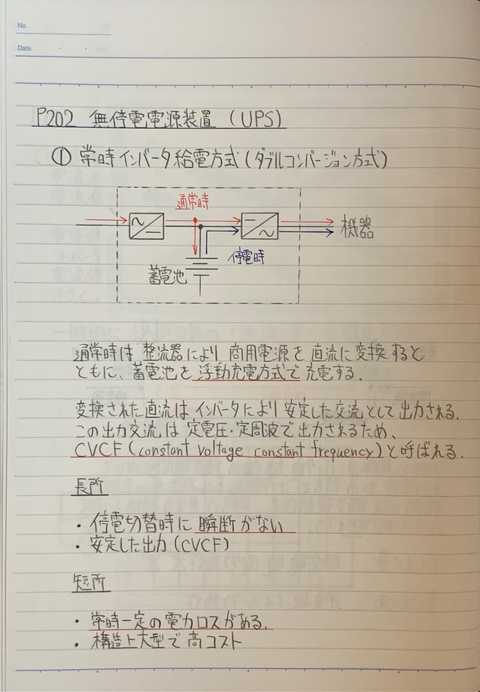 No.
Date
P202 無停電電源装置 (UPS)
① 常時インバータ給電方式 (ダブルコンバージョン方式)
通常時
機器
停電時
蓄電池
通常時は 整流器により 商用電源を 直流に変換すると
ともに、蓄電池を 浮動充電方式で 充電する.
変換された直流はインバータにより 安定した交流として出力される.
この出力交流は 定電圧・定周波で 出力されるため、
CVCF (constant voltage constant frequency) と 呼ばれる.
長所
・停電切替時に 瞬断がない
・安定した出力 (CVCF)
短所
・常時一定の電力ロスがある.
・構造上大型で高コスト